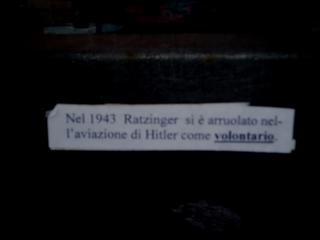 Nel 1943 Ratzinger si è arruolato nel-
l'aviazione di Hitler come volontario.